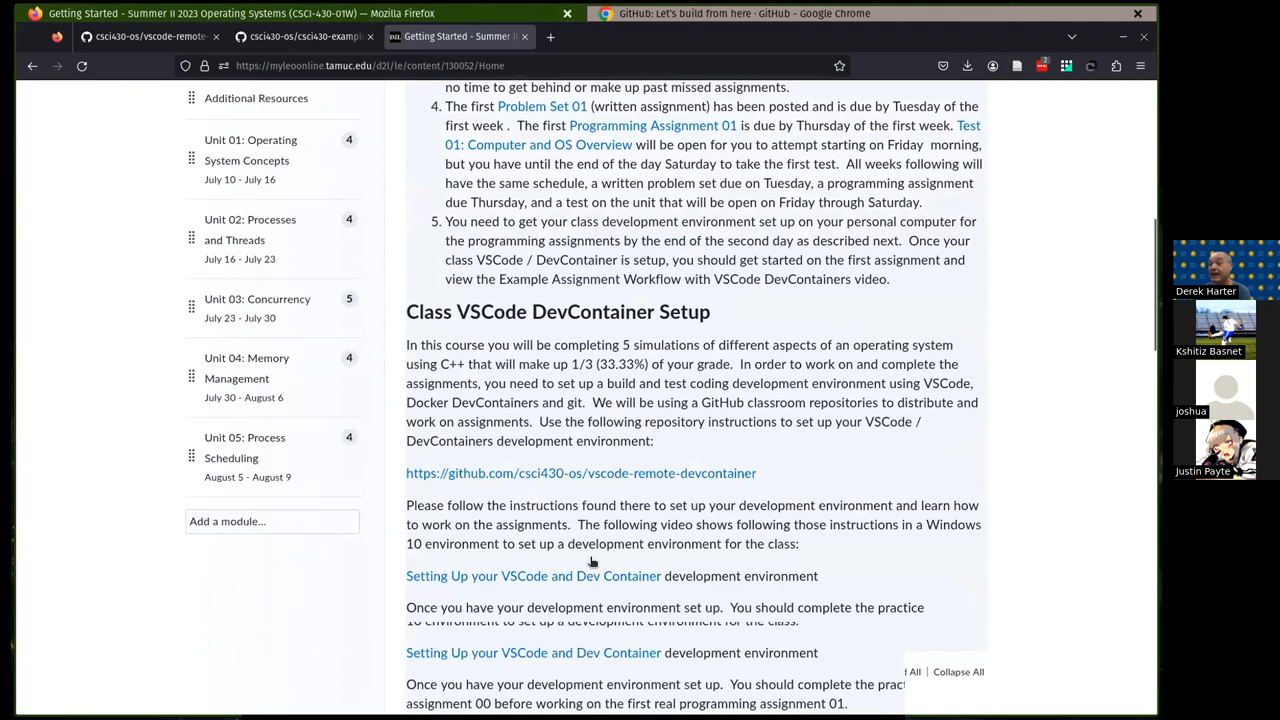 Getting Started - Summer II 2023 Operating Systems (CSCI-430-01W) — Mozilla Firefox
GitHub: Let's build from here · GitHub - Google Chrome
csci430-os/vscode-remote-
csci430-os/csci430-example
Getting Started - Summer II
https://myleoonline.tamuc.edu/d2l/le/content/130052/Home
2
Additional Resources
Unit 01: Operating
System Concepts
4
July 10 - July 16
Unit 02: Processes
and Threads
4
July 16 - July 23
Unit 03: Concurrency
5
July 23 - July 30
Unit 04: Memory
Management
4
July 30 - August 6
Unit 05: Process
Scheduling
4
August 5 - August 9
Add a module...
no time to get behind or make up past missed assignments.
4. The first Problem Set 01 (written assignment) has been posted and is due by Tuesday of the
first week . The first Programming Assignment 01 is due by Thursday of the first week. Test
01: Computer and OS Overview will be open for you to attempt starting on Friday morning,
but you have until the end of the day Saturday to take the first test. All weeks following will
have the same schedule, a written problem set due on Tuesday, a programming assignment
due Thursday, and a test on the unit that will be open on Friday through Saturday.
5. You need to get your class development environment set up on your personal computer for
the programming assignments by the end of the second day as described next. Once your
class VSCode / DevContainer is setup, you should get started on the first assignment and
view the Example Assignment Workflow with VSCode DevContainers video.
Class VSCode DevContainer Setup
In this course you will be completing 5 simulations of different aspects of an operating system
using C++ that will make up 1/3 (33.33%) of your grade. In order to work on and complete the
assignments, you need to set up a build and test coding development environment using VSCode,
Docker DevContainers and git. We will be using a GitHub classroom repositories to distribute and
work on assignments. Use the following repository instructions to set up your VSCode /
DevContainers development environment:
https://github.com/csci430-os/vscode-remote-devcontainer
Please follow the instructions found there to set up your development environment and learn how
to work on the assignments. The following video shows following those instructions in a Windows
10 environment to set up a development environment for the class:
Setting Up your VSCode and Dev Container development environment
Once you have your development environment set up. You should complete the practice
10 environment to set up a development environment for the class:
Setting Up your VSCode and Dev Container development environment
Once you have your development environment set up. You should complete the pract
assignment 00 before working on the first real programming assignment 01.
All | Collapse All
Derek Harter
Kshitiz Basnet
joshua
Justin Payte